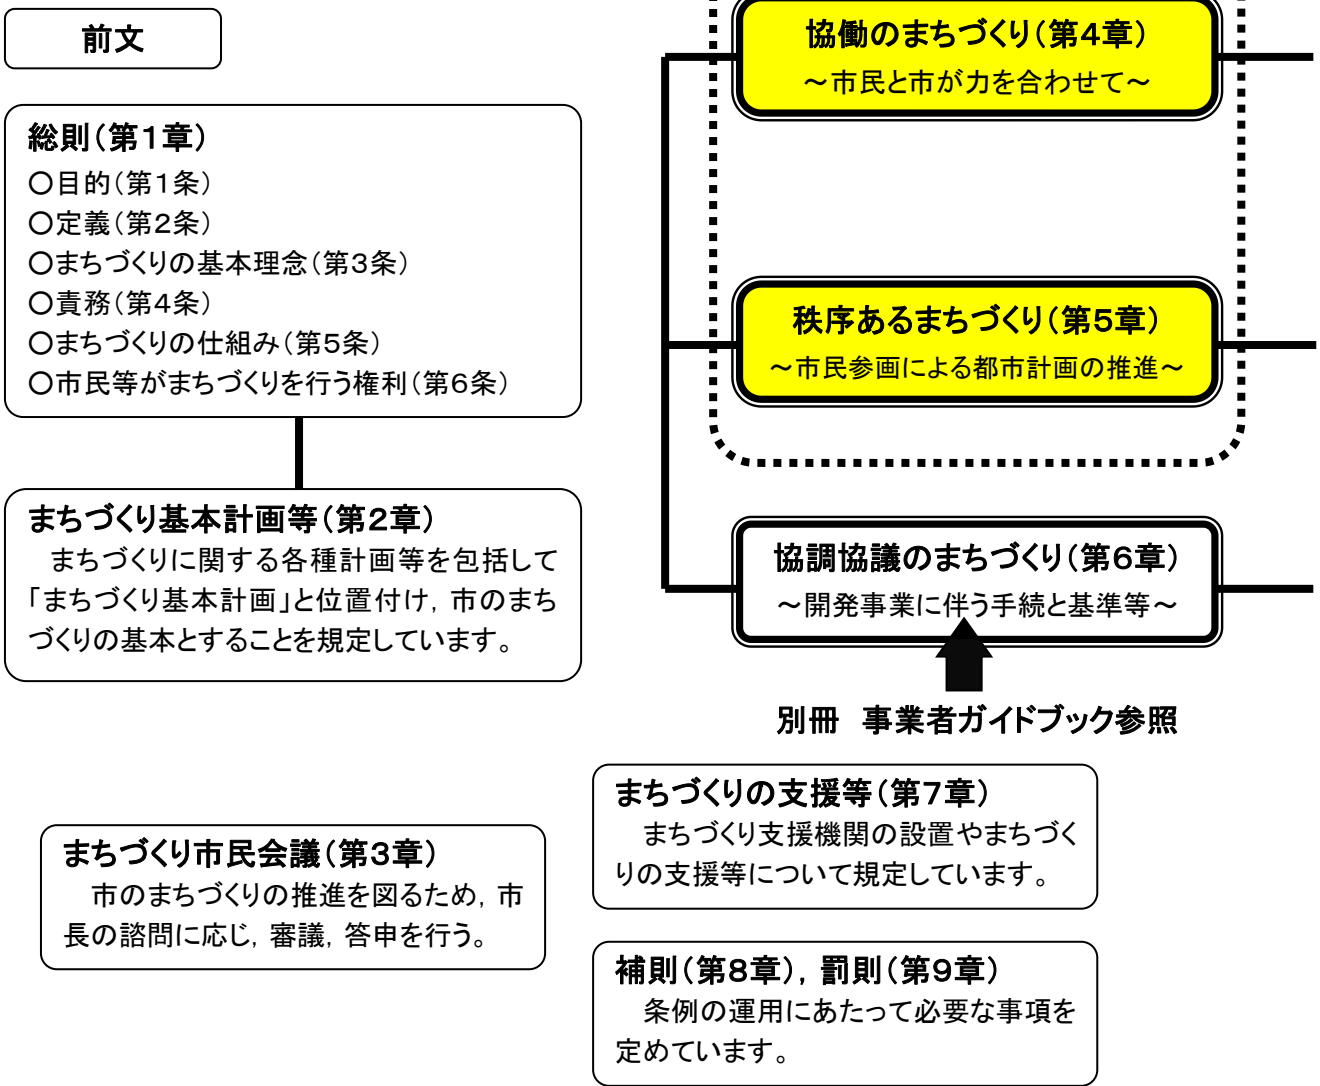 前文
総則（第１章）
○目的（第１条）
○定義（第２条）
○まちづくりの基本理念（第３条）
○責務（第４条）
○まちづくりの仕組み（第５条）
○市民等がまちづくりを行う権利（第６条）
まちづくり基本計画等（第２章）
まちづくりに関する各種計画等を包括して
「まちづくり基本計画」と位置付け，市のまち
づくりの基本とすることを規定しています。
まちづくり市民会議（第３章）
市のまちづくりの推進を図るため，市
長の諮問に応じ，審議，答申を行う。
協働のまちづくり（第４章）
～市民と市が力を合わせて～
秩序あるまちづくり（第５章）
～市民参画による都市計画の推進～
協調協議のまちづくり（第６章）
～開発事業に伴う手続と基準等～
別冊　事業者ガイドブック参照
まちづくりの支援等（第７章）
まちづくり支援機関の設置やまちづく
りの支援等について規定しています。
補則（第８章），罰則（第９章）
条例の運用にあたって必要な事項を
定めています。